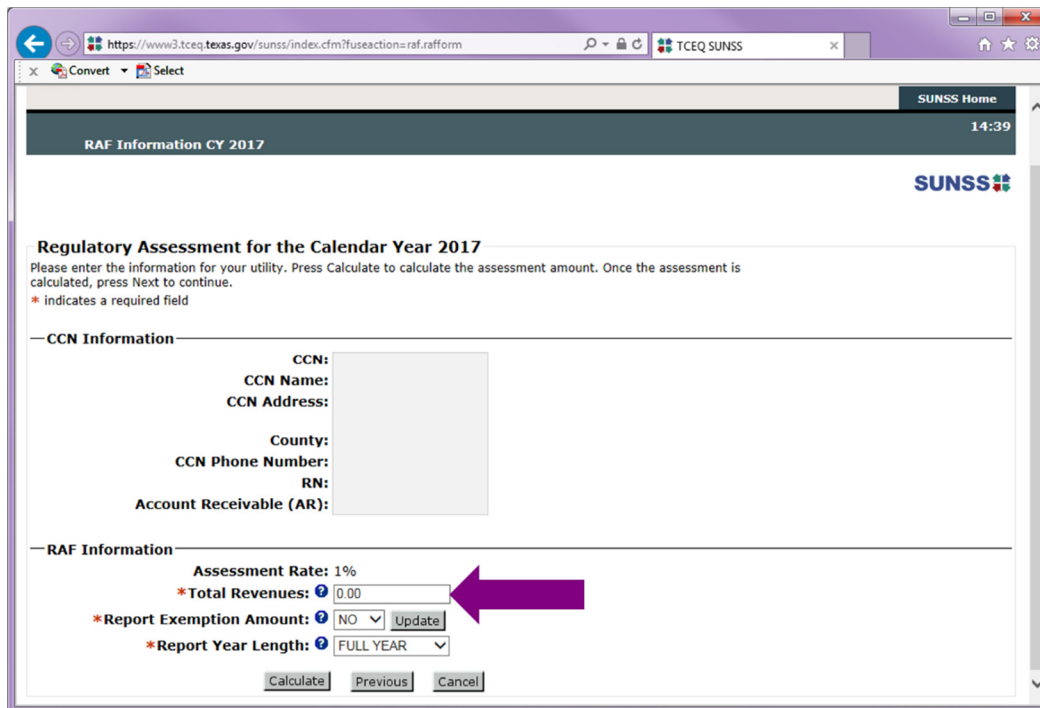 https://www3.tceq.texas.gov/sunss/index.cfm?fuseaction=raf.rafform
TCEQ SUNSS
x Convert Select
SUNSS Home
14:39
RAF Information CY 2017
SUNSS
Regulatory Assessment for the Calendar Year 2017
Please enter the information for your utility. Press Calculate to calculate the assessment amount. Once the assessment is
calculated, press Next to continue.
* indicates a required field
CCN Information
CCN:
CCN Name:
CCN Address:
County:
CCN Phone Number:
RN:
Account Receivable (AR):
RAF Information
Assessment Rate: 1%
*Total Revenues: ? 0.00
*Report Exemption Amount: ? NO Update
*Report Year Length: ? FULL YEAR
Calculate Previous Cancel